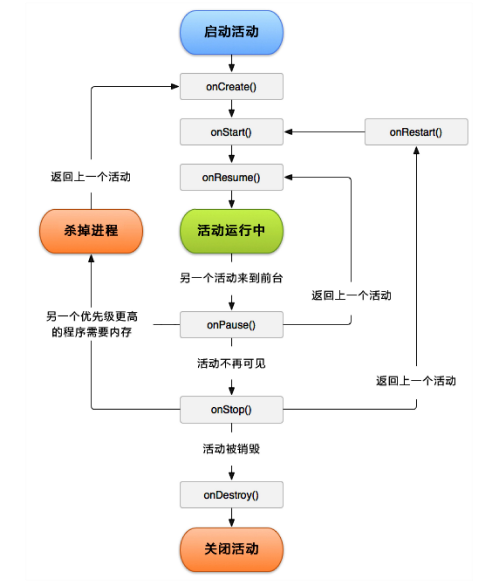 启动活动
onCreate()
onStart()
onRestart()
onResume()
返回上一个活动
杀掉进程
活动运行中
另一个活动来到前台
返回上一个活动
另一个优先级更高
的程序需要内存
onPause()
活动不再可见
返回上一个活动
onStop()
活动被销毁
onDestroy()
关闭活动